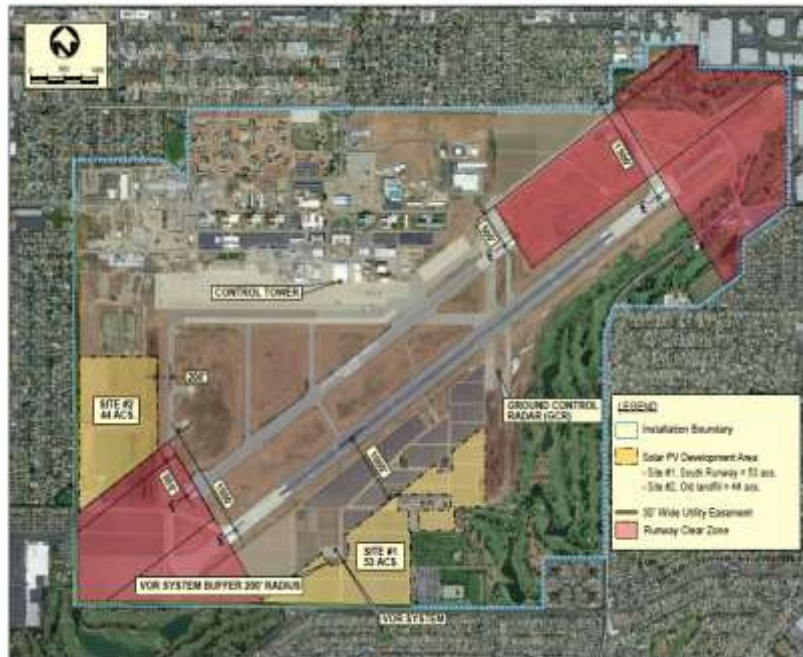 N
CONTROL TOWER
200'
SITE #2
44 ACS.
GROUND CONTROL
RADAR (GCR)
1000'
SITE #1
53 ACS.
VOR SYSTEM BUFFER 200' RADIUS
VOR SYSTEM
LEGEND
Installation Boundary
Solar PV Development Area
- Site #1, South Runway = 53 acs.
- Site #2, Old landfill = 44 acs.
Wide Utility Easement
Runway Clear Zone